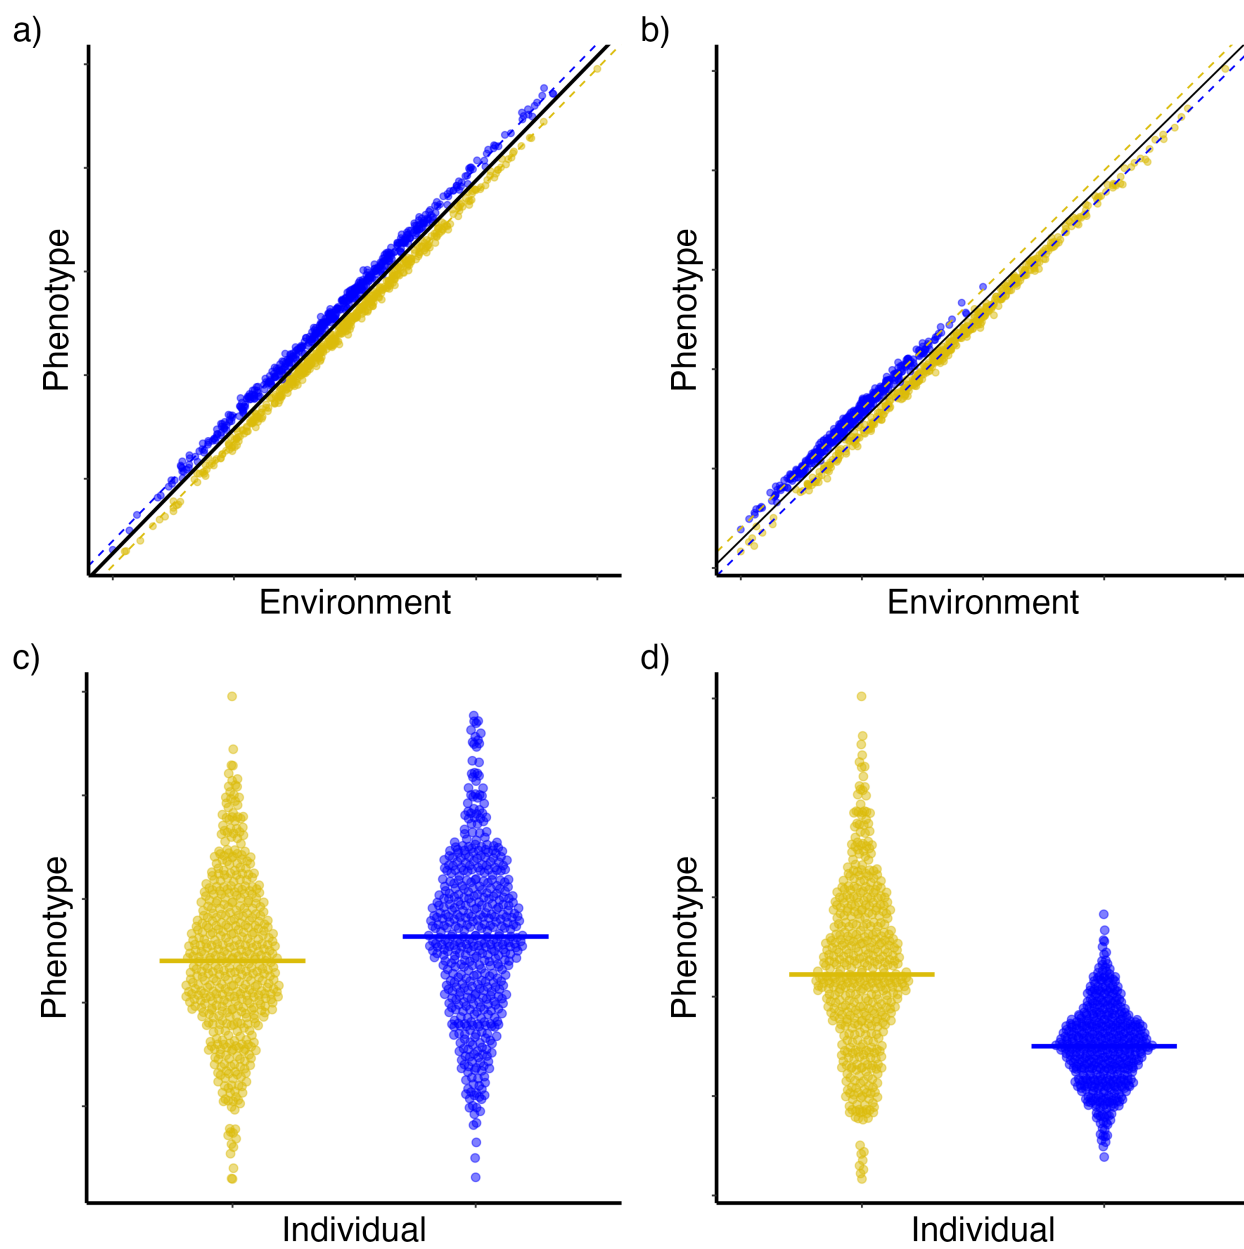 a)
b)
Phenotype
Phenotype
Environment
Environment
c)
d)
Phenotype
Phenotype
Individual
Individual